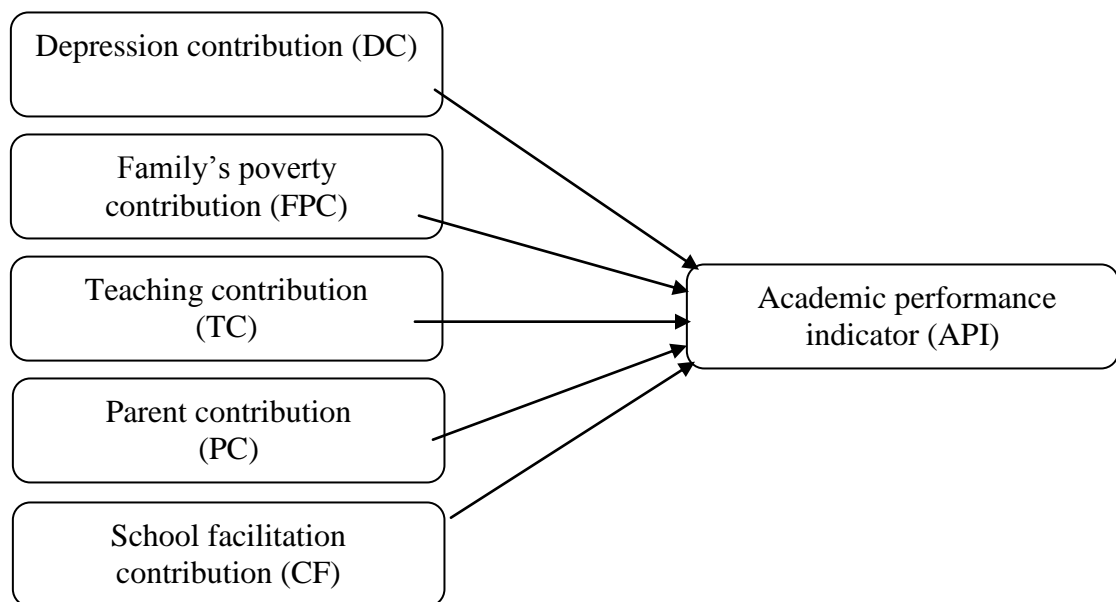 Depression contribution (DC)
Family’s poverty
contribution (FPC)
Teaching contribution
(TC)
Parent contribution
(PC)
School facilitation
contribution (CF)
Academic performance
indicator (API)